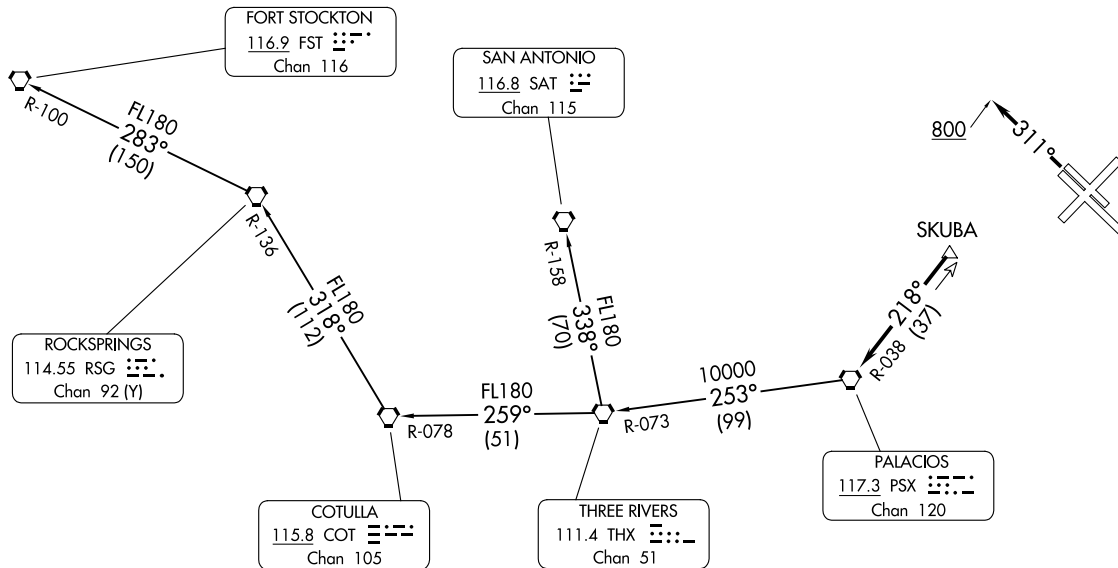 FORT STOCKTON
116.9 FST
Chan 116
SAN ANTONIO
116.8 SAT
Chan 115
R-100
FL180
283°
(150)
800
311°
R-136
R-158
SKUBA
FL180
318°
(112)
FL180
338°
(70)
218°
(37)
R-038
ROCKSPRINGS
114.55 RSG
Chan 92 (Y)
FL180
259°
(51)
R-078
10000
253°
(99)
R-073
PALACIOS
117.3 PSX
Chan 120
COTULLA
115.8 COT
Chan 105
THREE RIVERS
111.4 THX
Chan 51